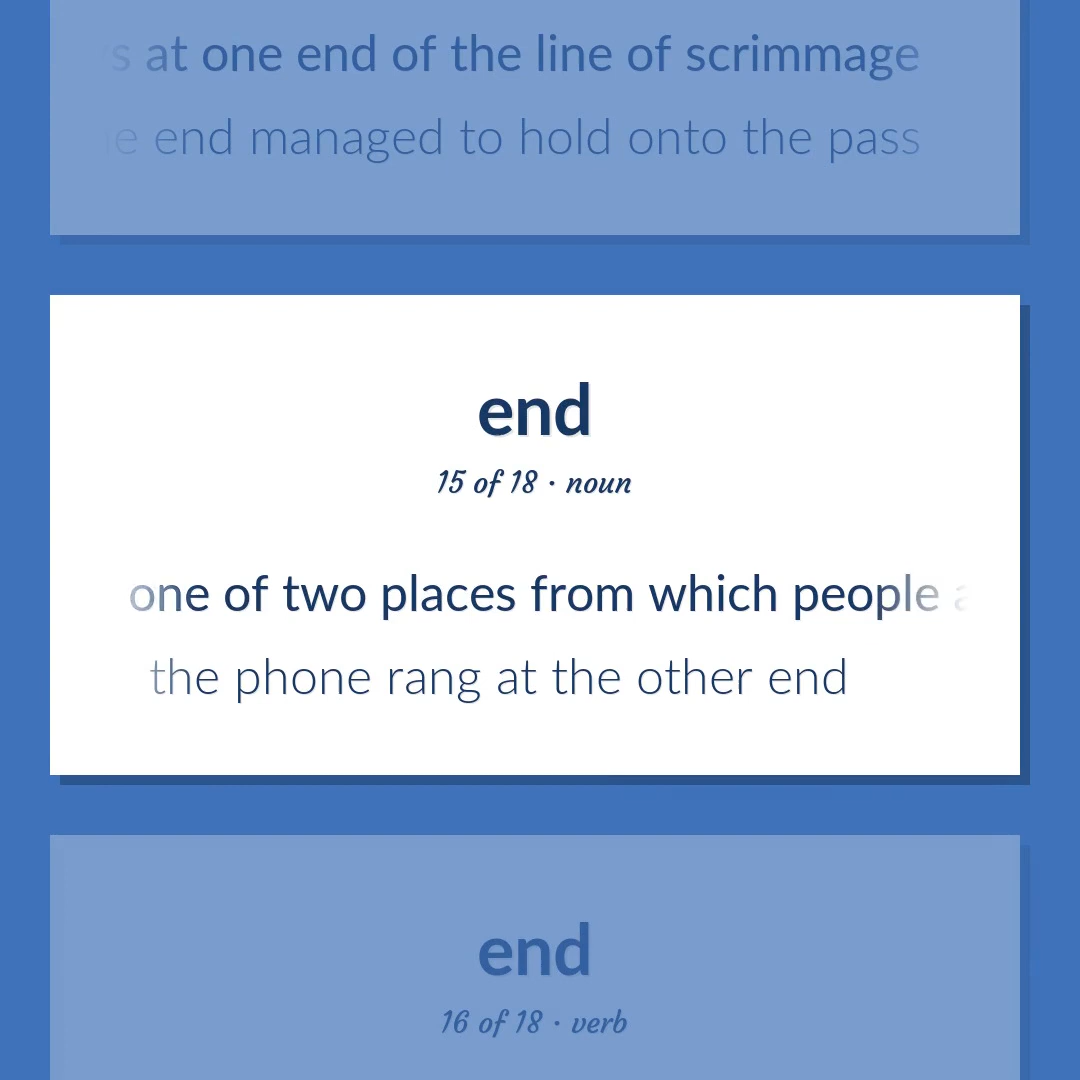 at one end of the line of scrimmage
end managed to hold onto the pass
end
15 of 18 · noun
one of two places from which people
the phone rang at the other end
end
16 of 18 · verb